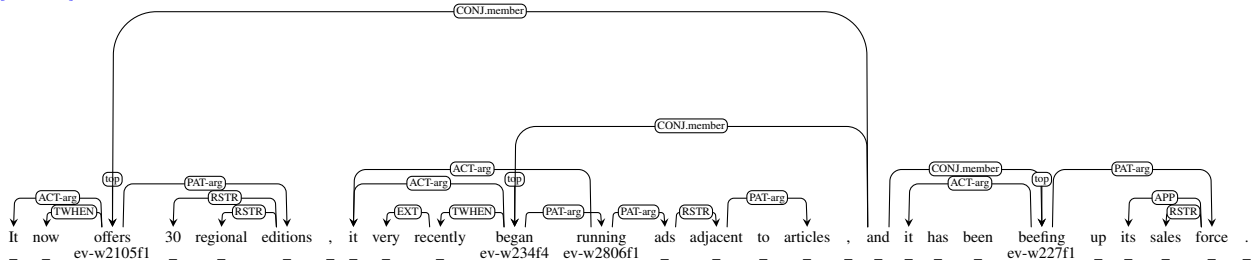 CONJ.member
CONJ.member
ACT-arg CONJ.member PAT-arg
top PAT-arg ACT-arg top ACT-arg top
ACT-arg RSTR PAT-arg APP
TWHEN RSTR EXT TWHEN PAT-arg PAT-arg RSTR RSTR
It now offers 30 regional editions , it very recently began running ads adjacent to articles , and it has been beefing up its sales force .
_ _ ev-w2105f1 _ _ _ _ _ _ _ ev-w234f4 ev-w2806f1 _ _ _ _ _ _ _ _ _ ev-w227f1 _ _ _ _ _